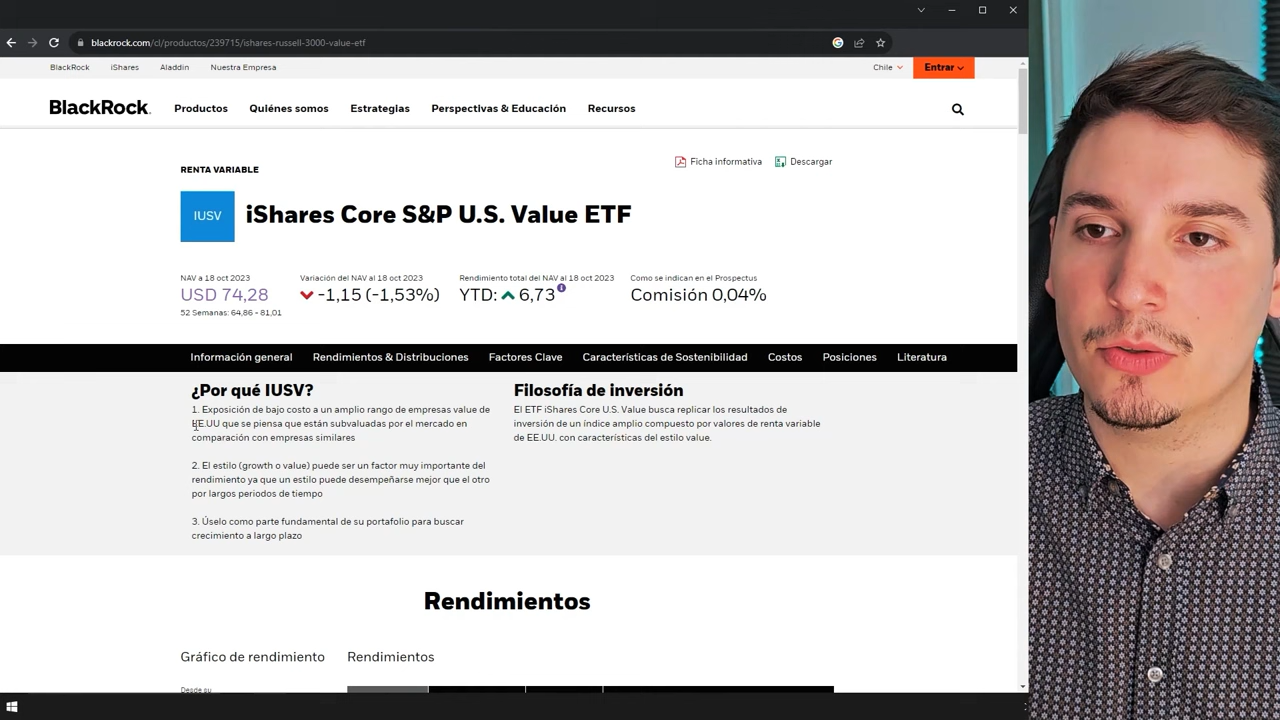 blackrock.com/cl/productos/239715/ishares-russell-3000-value-etf
BlackRock iShares Aladdin Nuestra Empresa Chile Entrar
BlackRock. Productos Quiénes somos Estrategias Perspectivas & Educación Recursos
Ficha informativa Descargar
RENTA VARIABLE
IUSV iShares Core S&P U.S. Value ETF
NAV a 18 oct 2023
USD 74,28
52 Semanas: 64,86 - 81,01
Variación del NAV al 18 oct 2023
-1,15 (-1,53%)
Rendimiento total del NAV al 18 oct 2023
YTD: 6,73 i
Como se indican en el Prospectus
Comisión 0,04%
Información general Rendimientos & Distribuciones Factores Clave Características de Sostenibilidad Costos Posiciones Literatura
¿Por qué IUSV?
1. Exposición de bajo costo a un amplio rango de empresas value de
EE.UU que se piensa que están subvaluadas por el mercado en
comparación con empresas similares
2. El estilo (growth o value) puede ser un factor muy importante del
rendimiento ya que un estilo puede desempeñarse mejor que el otro
por largos periodos de tiempo
3. Úselo como parte fundamental de su portafolio para buscar
crecimiento a largo plazo
Filosofía de inversión
El ETF iShares Core U.S. Value busca replicar los resultados de
inversión de un índice amplio compuesto por valores de renta variable
de EE.UU. con características del estilo value.
Rendimientos
Gráfico de rendimiento Rendimientos
Desde su